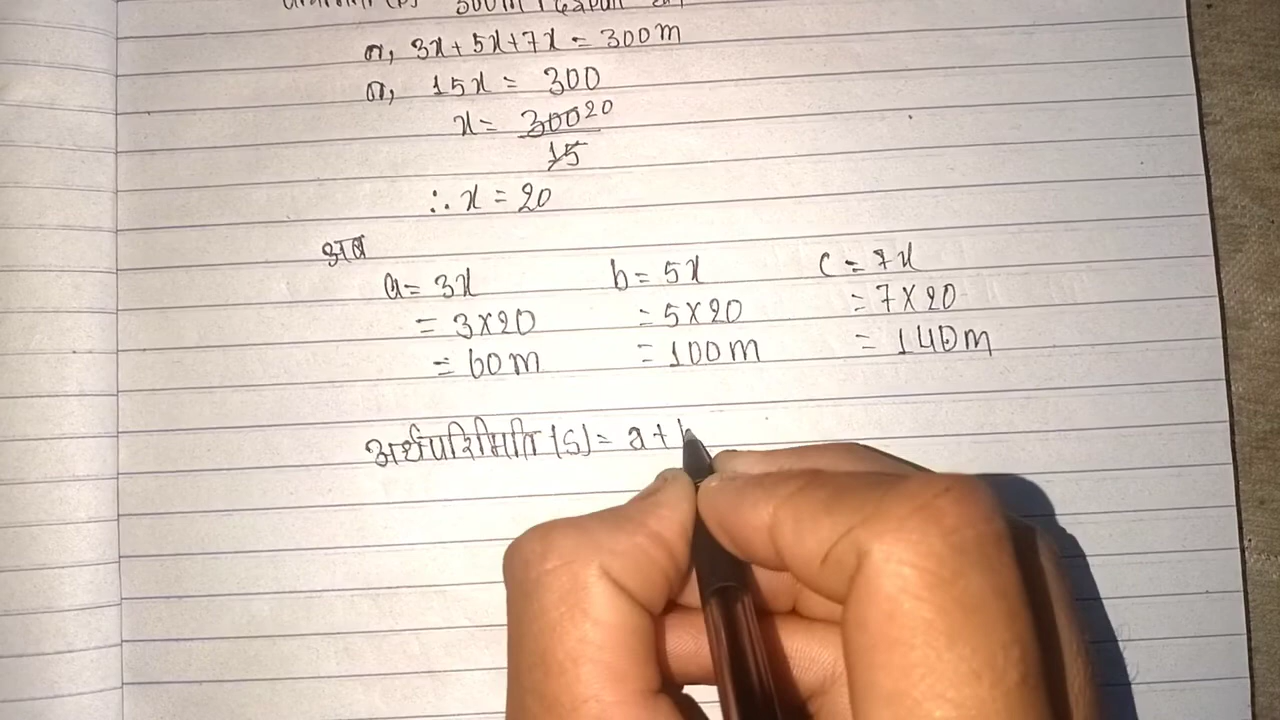 300m
वा, 3x + 5x + 7x = 300m
वा, 15x = 300
x = 300 20
15
∴ x = 20
अब
a = 3x b = 5x c = 7x
= 3×20 = 5×20 = 7×20
= 60m = 100m = 140m
अर्धपरिमिति (s) = a + b